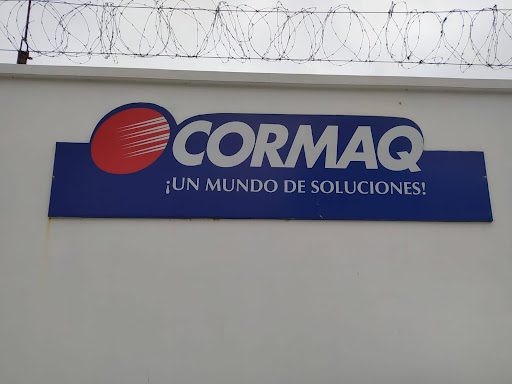 CORMAQ
¡UN MUNDO DE SOLUCIONES!